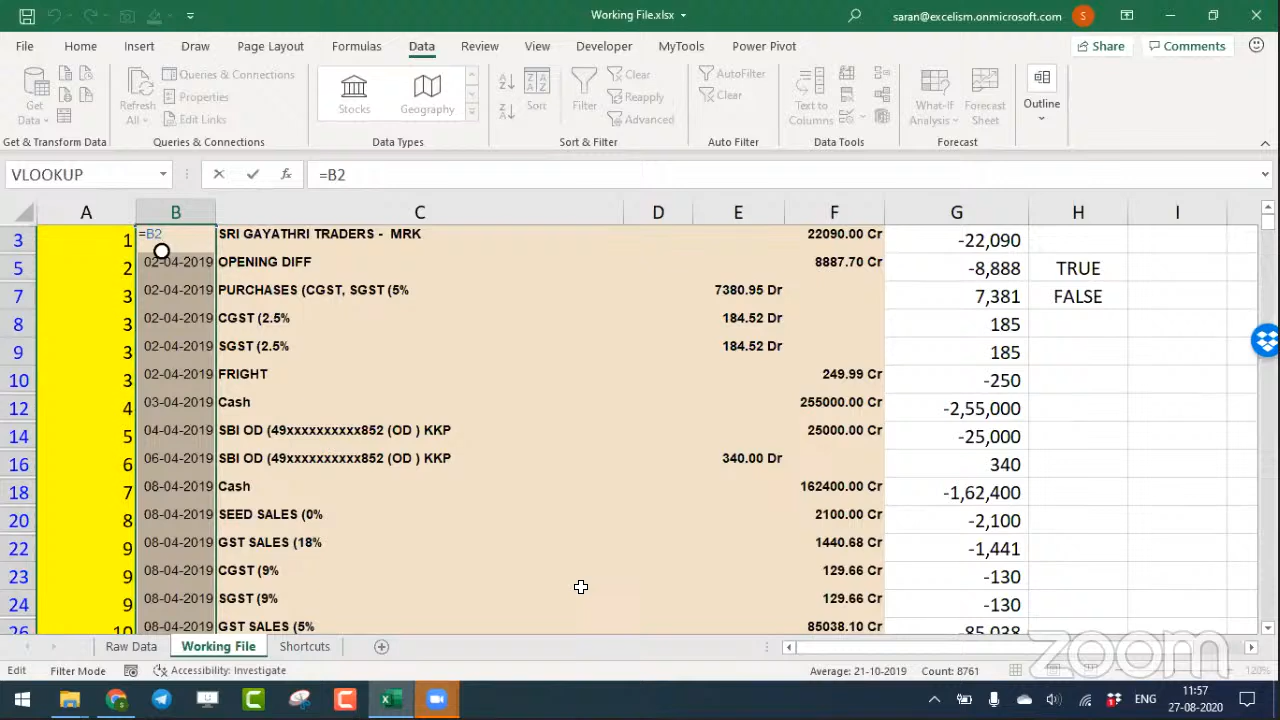 Working File.xlsx
saran@excelism.onmicrosoft.com S
File Home Insert Draw Page Layout Formulas Data Review View Developer MyTools Power Pivot Share Comments
Get Data
Refresh All
Queries & Connections
Properties
Edit Links
Stocks Geography
Sort
Filter
Clear
Reapply
Advanced
AutoFilter
Clear
Text to Columns
What-If Analysis
Forecast Sheet
Outline
Get & Transform Data Queries & Connections Data Types Sort & Filter Auto Filter Data Tools Forecast
VLOOKUP fx =B2
A B C D E F G H I
3 1 =B2 SRI GAYATHRI TRADERS - MRK 22090.00 Cr -22,090
5 2 02-04-2019 OPENING DIFF 8887.70 Cr -8,888 TRUE
7 3 02-04-2019 PURCHASES (CGST, SGST (5% 7380.95 Dr 7,381 FALSE
8 3 02-04-2019 CGST (2.5% 184.52 Dr 185
9 3 02-04-2019 SGST (2.5% 184.52 Dr 185
10 3 02-04-2019 FRIGHT 249.99 Cr -250
12 4 03-04-2019 Cash 255000.00 Cr -2,55,000
14 5 04-04-2019 SBI OD (49xxxxxxxxxx852 (OD ) KKP 25000.00 Cr -25,000
16 6 06-04-2019 SBI OD (49xxxxxxxxxx852 (OD ) KKP 340.00 Dr 340
18 7 08-04-2019 Cash 162400.00 Cr -1,62,400
20 8 08-04-2019 SEED SALES (0% 2100.00 Cr -2,100
22 9 08-04-2019 GST SALES (18% 1440.68 Cr -1,441
23 9 08-04-2019 CGST (9% 129.66 Cr -130
24 9 08-04-2019 SGST (9% 129.66 Cr -130
26 10 08-04-2019 GST SALES (5% 85038.10 Cr -85,038
Raw Data Working File Shortcuts
zoom
Edit Filter Mode Accessibility: Investigate Average: 21-10-2019 Count: 8761 120%
ENG 11:57
27-08-2020